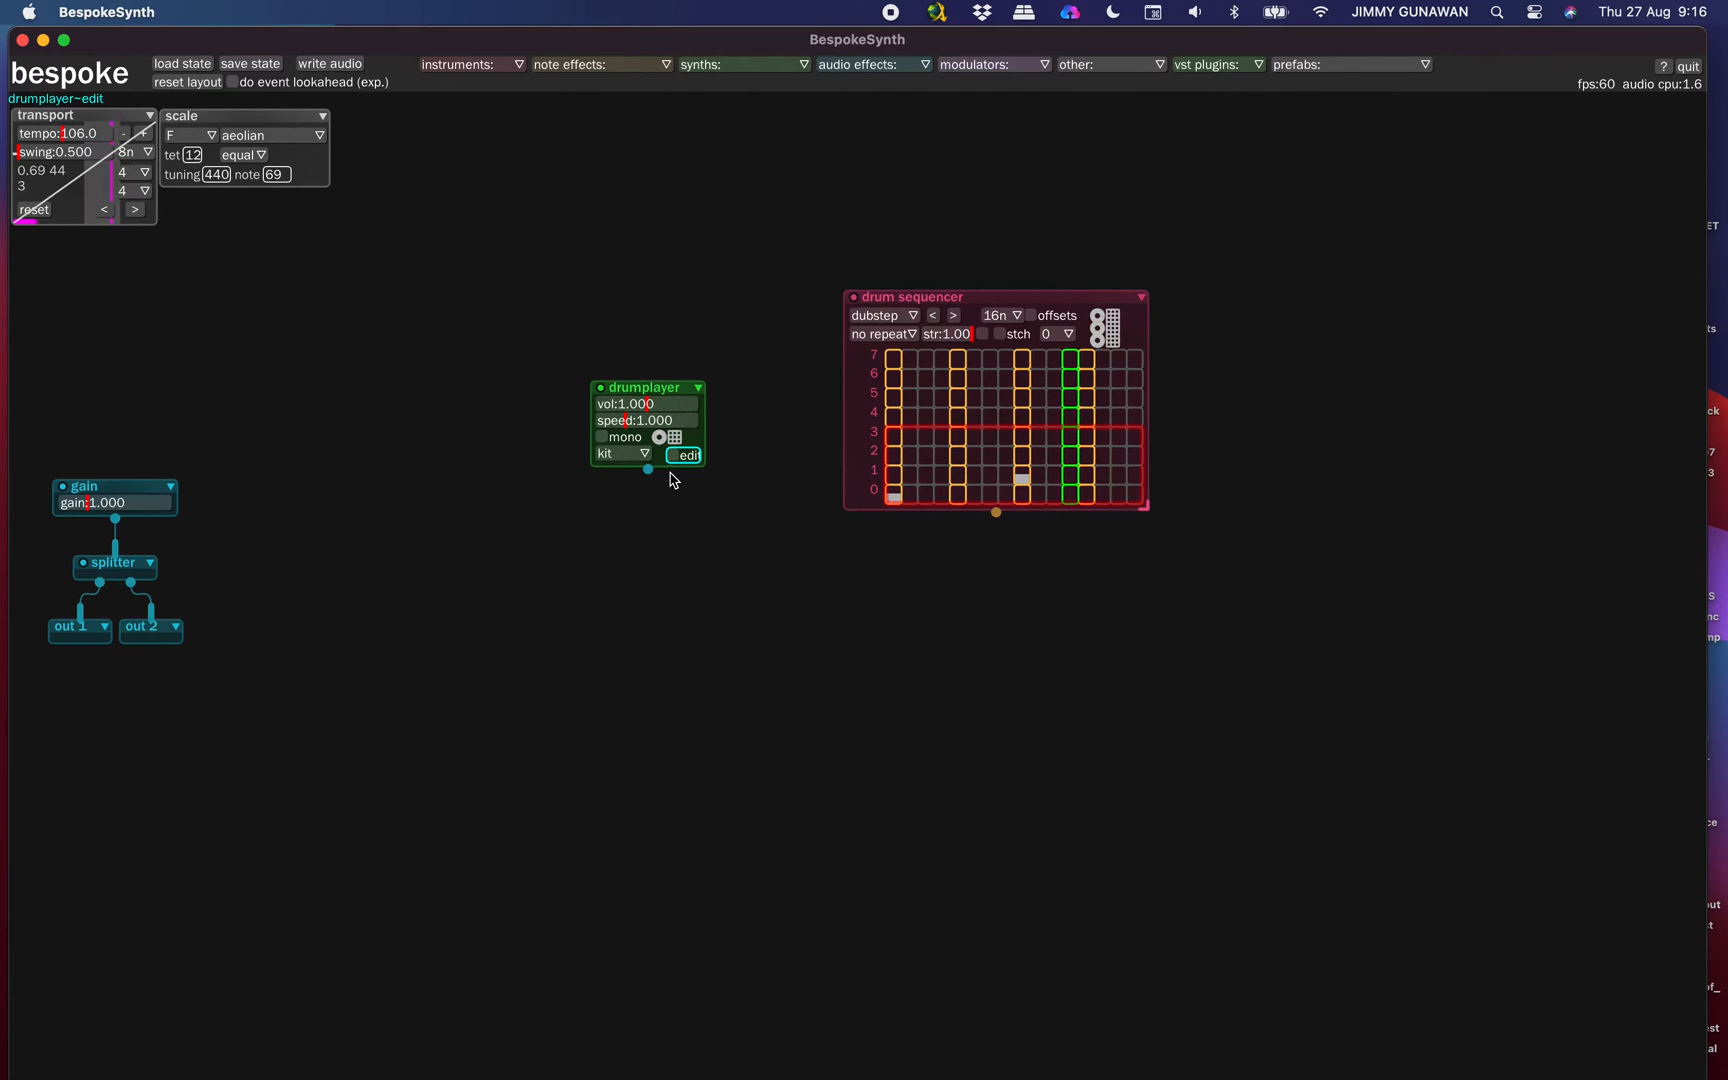 BespokeSynth
JIMMY GUNAWAN
Thu 27 Aug 9:16
BespokeSynth
bespoke
load state
save state
write audio
reset layout
do event lookahead (exp.)
instruments:
note effects:
synths:
audio effects:
modulators:
other:
vst plugins:
prefabs:
?
quit
fps:60 audio cpu:1.6
drumplayer~edit
transport
tempo:106.0
-
+
swing:0.500
8n
0.69 44
3
4
4
reset
<
>
scale
F
aeolian
tet 12
equal
tuning 440 note 69
drum sequencer
dubstep
<
>
16n
offsets
no repeat
str:1.00
stch
0
7
6
5
4
3
2
1
0
drumplayer
vol:1.000
speed:1.000
mono
kit
edit
gain
gain:1.000
splitter
out 1
out 2